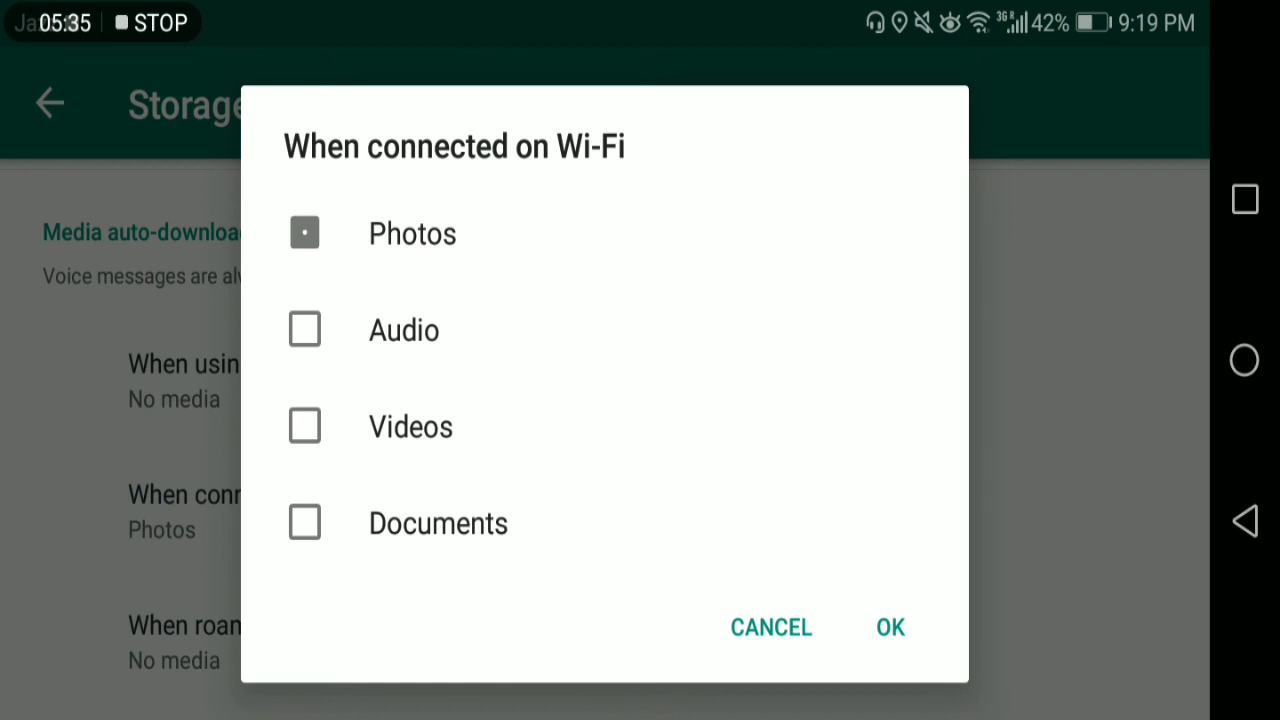 05:35 STOP 42% 9:19 PM
Storage
When connected on Wi-Fi
Photos
Media auto-downloa
Voice messages are al
Audio
When usin
No media
Videos
When conn
Photos
Documents
When roan
No media
CANCEL OK